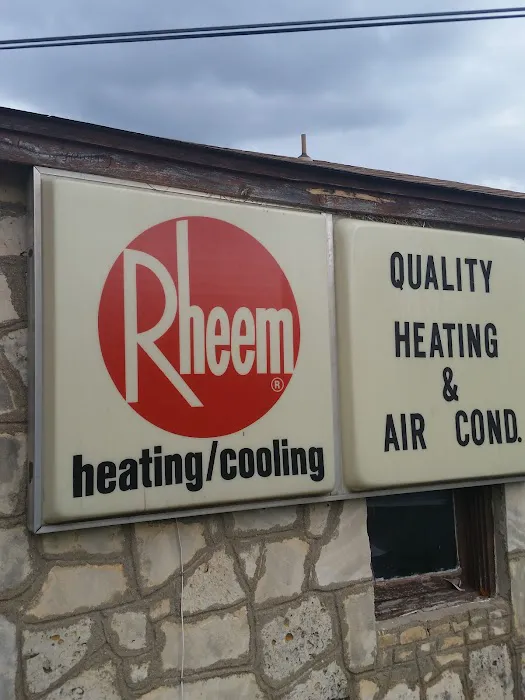 Rheem®
heating/cooling
QUALITY
HEATING
&
AIR COND.